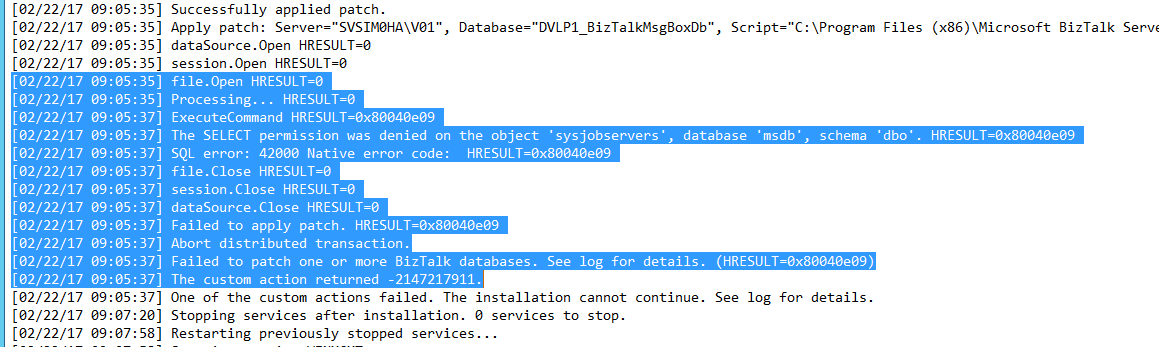 [02/22/17 09:05:35] Successfully applied patch.
[02/22/17 09:05:35] Apply patch: Server="SVSIM0HA\V01", Database="DVLP1_BizTalkMsgBoxDb", Script="C:\Program Files (x86)\Microsoft BizTalk Serve
[02/22/17 09:05:35] dataSource.Open HRESULT=0
[02/22/17 09:05:35] session.Open HRESULT=0
[02/22/17 09:05:35] file.Open HRESULT=0
[02/22/17 09:05:35] Processing... HRESULT=0
[02/22/17 09:05:37] ExecuteCommand HRESULT=0x80040e09
[02/22/17 09:05:37] The SELECT permission was denied on the object 'sysjobservers', database 'msdb', schema 'dbo'. HRESULT=0x80040e09
[02/22/17 09:05:37] SQL error: 42000 Native error code:  HRESULT=0x80040e09
[02/22/17 09:05:37] file.Close HRESULT=0
[02/22/17 09:05:37] session.Close HRESULT=0
[02/22/17 09:05:37] dataSource.Close HRESULT=0
[02/22/17 09:05:37] Failed to apply patch. HRESULT=0x80040e09
[02/22/17 09:05:37] Abort distributed transaction.
[02/22/17 09:05:37] Failed to patch one or more BizTalk databases. See log for details. (HRESULT=0x80040e09)
[02/22/17 09:05:37] The custom action returned -2147217911.
[02/22/17 09:05:37] One of the custom actions failed. The installation cannot continue. See log for details.
[02/22/17 09:07:20] Stopping services after installation. 0 services to stop.
[02/22/17 09:07:58] Restarting previously stopped services...